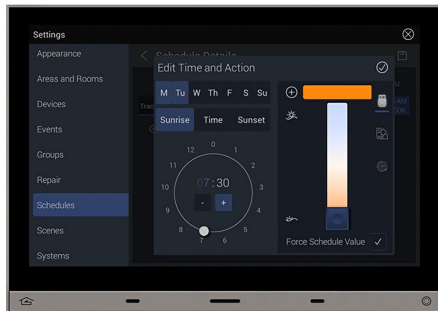 Settings
Appearance
Areas and Rooms
Devices
Events
Groups
Repair
Schedules
Scenes
Systems
Schedule Details
Edit Time and Action
M Tu W Th F S Su
Sunrise Time Sunset
0
1
2
3
4
5
6
7
8
9
10
11
12
07:30
- +
Force Schedule Value
AM